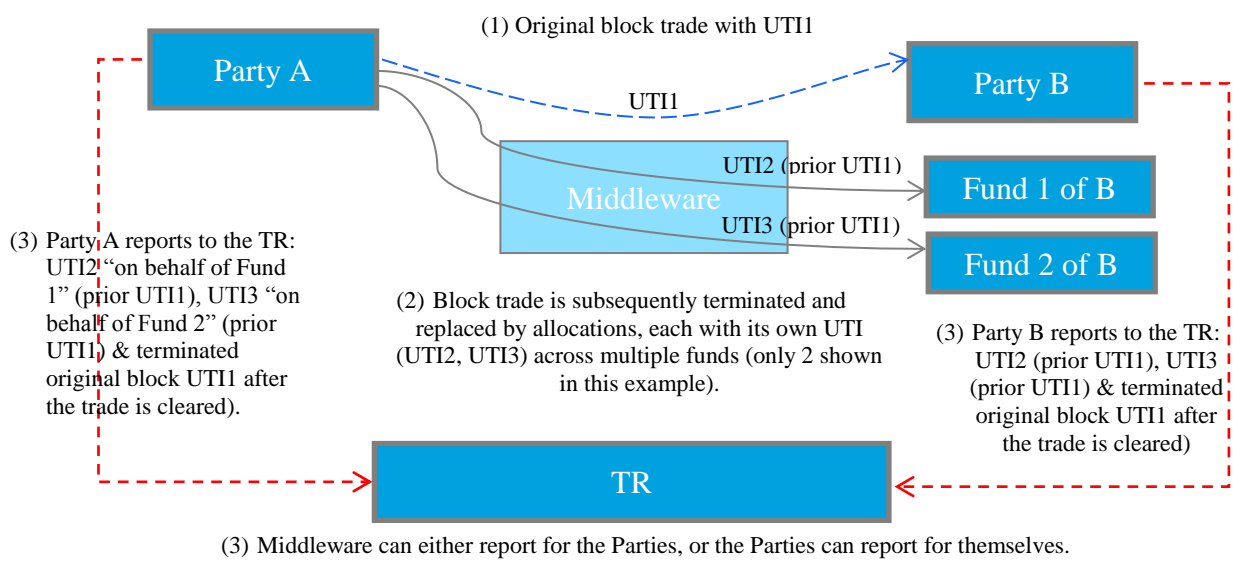 (1) Original block trade with UTI1
Party A
Party B
UTI1
UTI2 (prior UTI1)
Middleware
Fund 1 of B
UTI3 (prior UTI1)
Fund 2 of B
(3) Party A reports to the TR:
UTI2 “on behalf of Fund
1” (prior UTI1), UTI3 “on
behalf of Fund 2” (prior
UTI1) & terminated
original block UTI1 after
the trade is cleared).
(2) Block trade is subsequently terminated and
replaced by allocations, each with its own UTI
(UTI2, UTI3) across multiple funds (only 2 shown
in this example).
(3) Party B reports to the TR:
UTI2 (prior UTI1), UTI3
(prior UTI1) & terminated
original block UTI1 after
the trade is cleared)
TR
(3) Middleware can either report for the Parties, or the Parties can report for themselves.